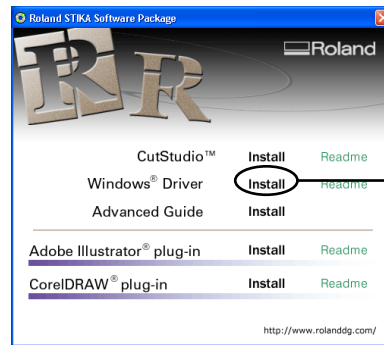 Roland STIKA Software Package
Roland
CutStudio™ Install Readme
Windows® Driver Install Readme
Advanced Guide Install
Adobe Illustrator® plug-in Install Readme
CorelDRAW® plug-in Install Readme
http://www.rolanddg.com/